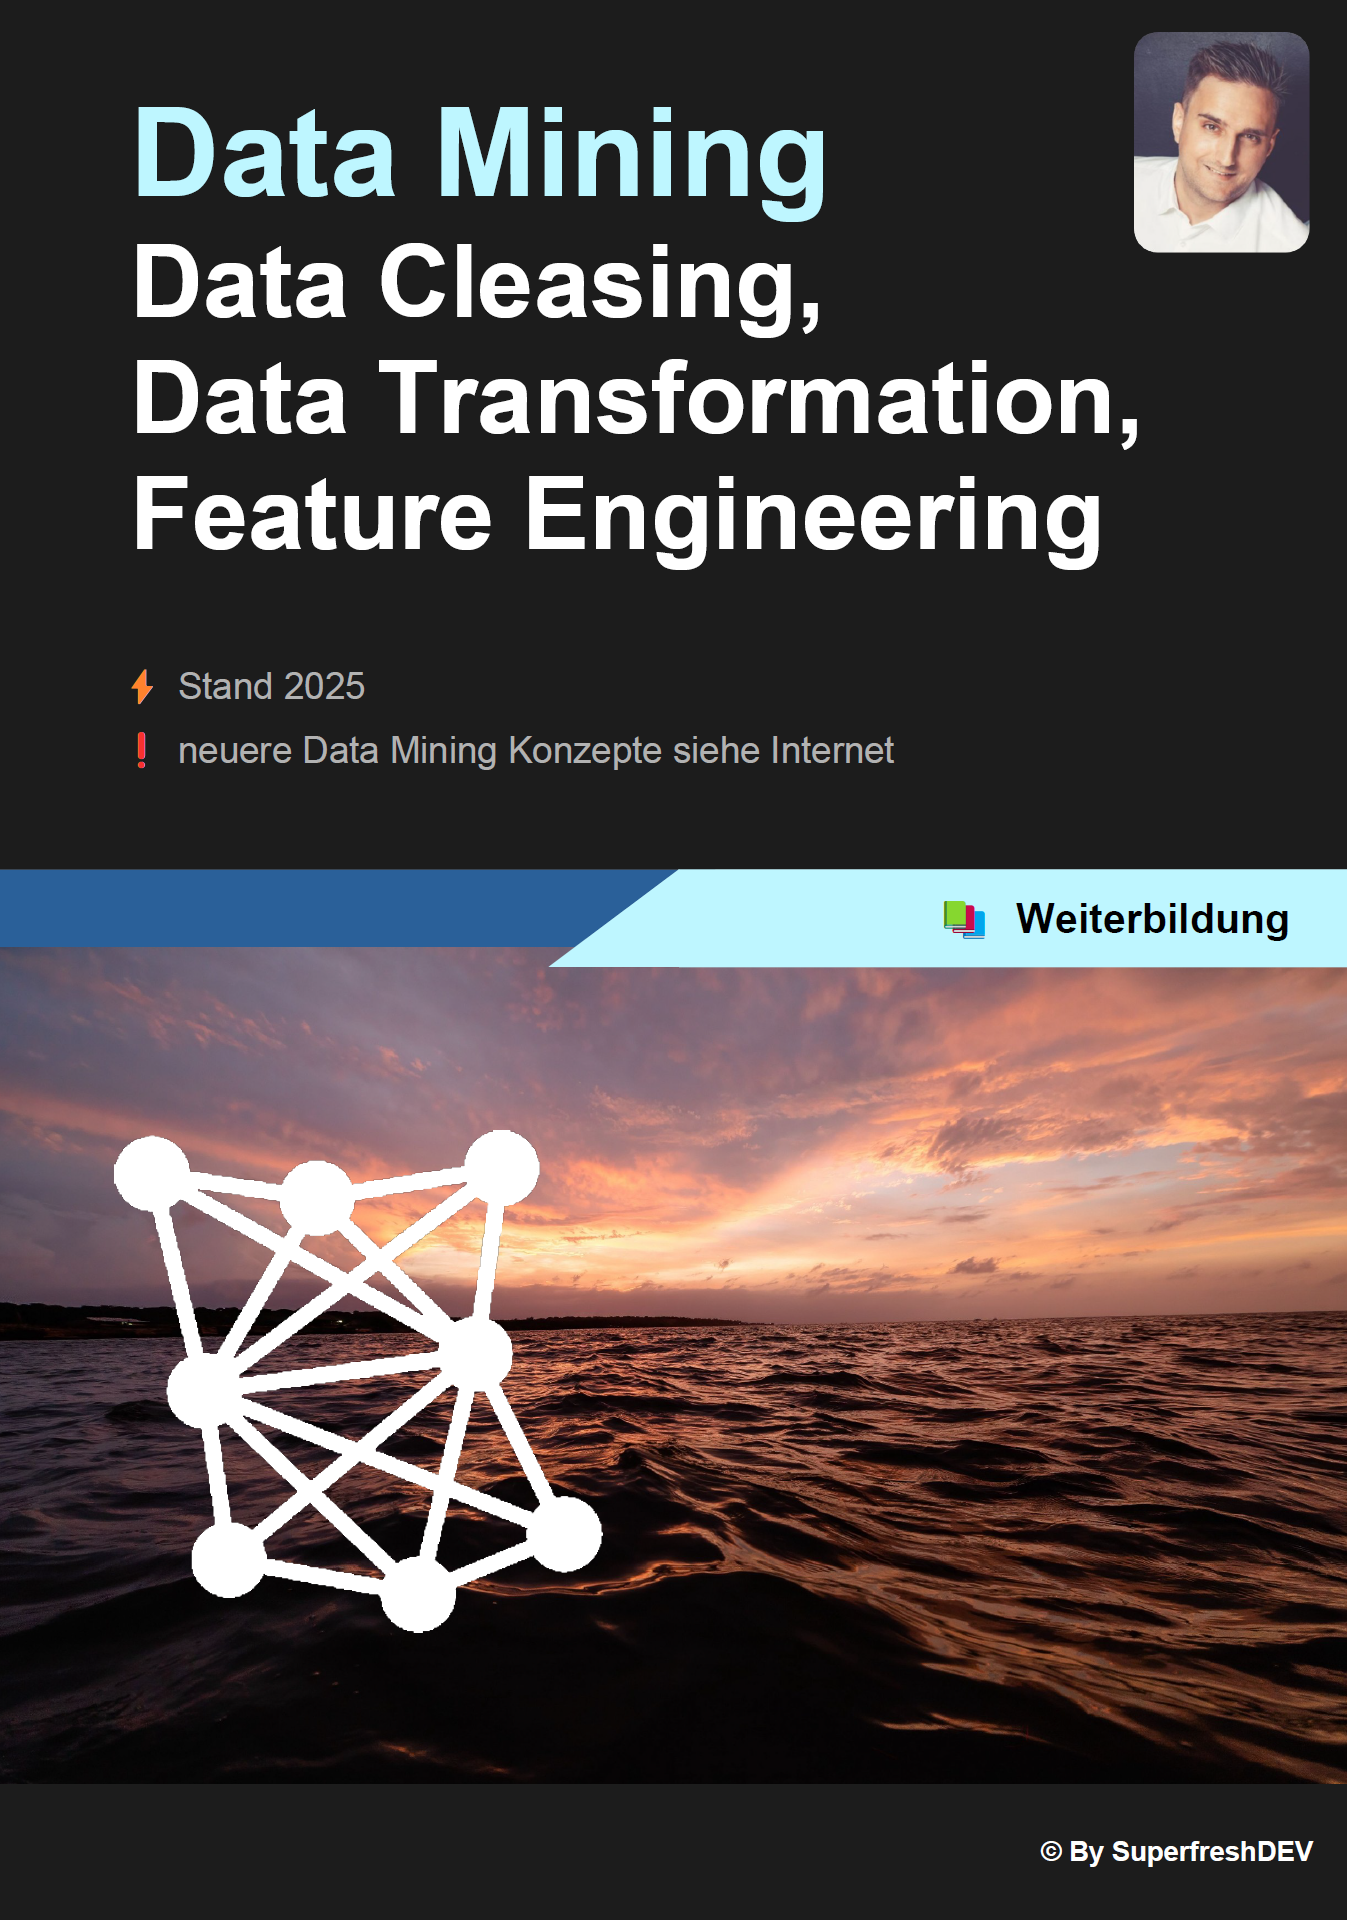 Data Mining
Data Cleasing,
Data Transformation,
Feature Engineering
Stand 2025
neuere Data Mining Konzepte siehe Internet
Weiterbildung
© By SuperfreshDEV